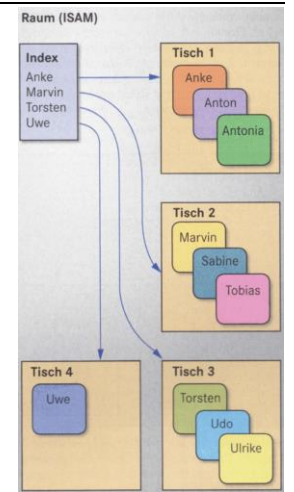 Raum (ISAM)
Index
Anke
Marvin
Torsten
Uwe
Tisch 1
Anke
Anton
Antonia
Tisch 2
Marvin
Sabine
Tobias
Tisch 4
Uwe
Tisch 3
Torsten
Udo
Ulrike